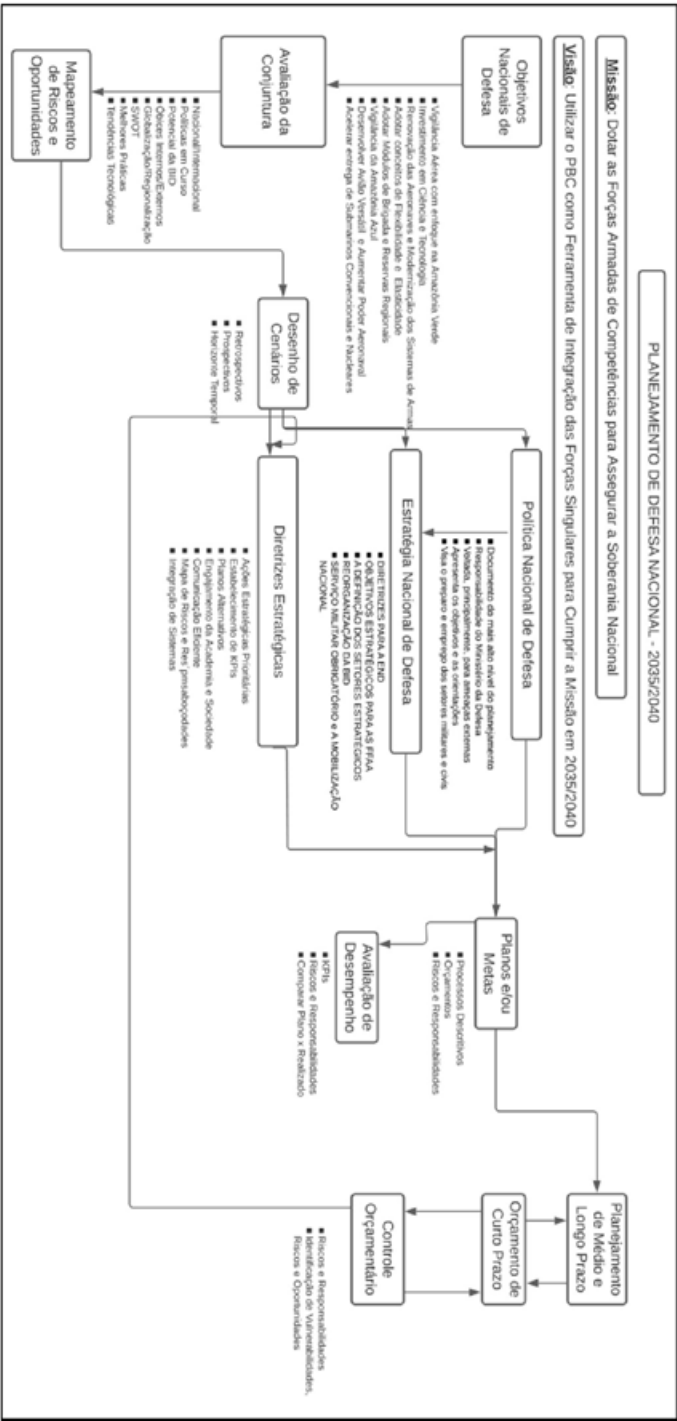 PLANEJAMENTO DE DEFESA NACIONAL - 2035/2040
Missão: Dotar as Forças Armadas de Competências para Assegurar a Soberania Nacional
Visão: Utilizar o PBC como Ferramenta de Integração das Forças Singulares para Cumprir a Missão em 2035/2040
Objetivos
Nacionais de
Defesa
■ Vigilância Aérea com enfoque na Amazônia Verde
■ Investimento em Ciência e Tecnologia
■ Renovação das Aeronaves e Modernização dos Sistemas de Armas
■ Adotar conceitos de Flexibilidade e Elasticidade
■ Adotar Módulos de Brigada e Reservas Regionais
■ Vigilância da Amazônia Azul
■ Desenvolver Avião Versátil e Aumentar Poder Aeronaval
■ Acelerar entrega de Submarinos Convencionais e Nucleares
Avaliação da
Conjuntura
■ Nacional/Internacional
■ Políticas em Curso
■ Potencial da BID
■ Óbices Internos/Externos
■ Globalização/Regionalização
■ SWOT
■ Melhores Práticas
■ Tendências Tecnológicas
Mapeamento
de Riscos e
Oportunidades
Desenho de
Cenários
■ Retrospectivos
■ Prospectivos
■ Horizonte Temporal
Política Nacional de Defesa
■ Documento do mais alto nível do planejamento
■ Responsabilidade do Ministério da Defesa
■ Voltada, principalmente, para ameaças externas
■ Apresenta os objetivos e as orientações
■ Visa o preparo e emprego dos setores militares e civis
Estratégia Nacional de Defesa
■ DIRETRIZES PARA A END
■ OBJETIVOS ESTRATÉGICOS PARA AS FFAA
■ A DEFINIÇÃO DOS SETORES ESTRATÉGICOS
■ REORGANIZAÇÃO DA BID
■ SERVIÇO MILITAR OBRIGATÓRIO e A MOBILIZAÇÃO
NACIONAL
Diretrizes Estratégicas
■ Ações Estratégicas Prioritárias
■ Estabelecimento de KPIs
■ Planos Alternativos
■ Engajamento da Academia e Sociedade
■ Comunicação Eficiente
■ Mapa de Riscos e
■ Integração de Sistemas
Planos e/ou
Metas
■ Processos Descritivos
■ Orçamentos
■ Riscos e Responsabilidades
Avaliação de
Desempenho
■ KPIs
■ Riscos e Responsabilidades
■ Comparar Plano x Realizado
Planejamento
de Médio e
Longo Prazo
Orçamento de
Curto Prazo
Controle
Orçamentário
■ Riscos e Responsabilidades
■ Identificação de Vulnerabilidades,
Riscos e Oportunidades